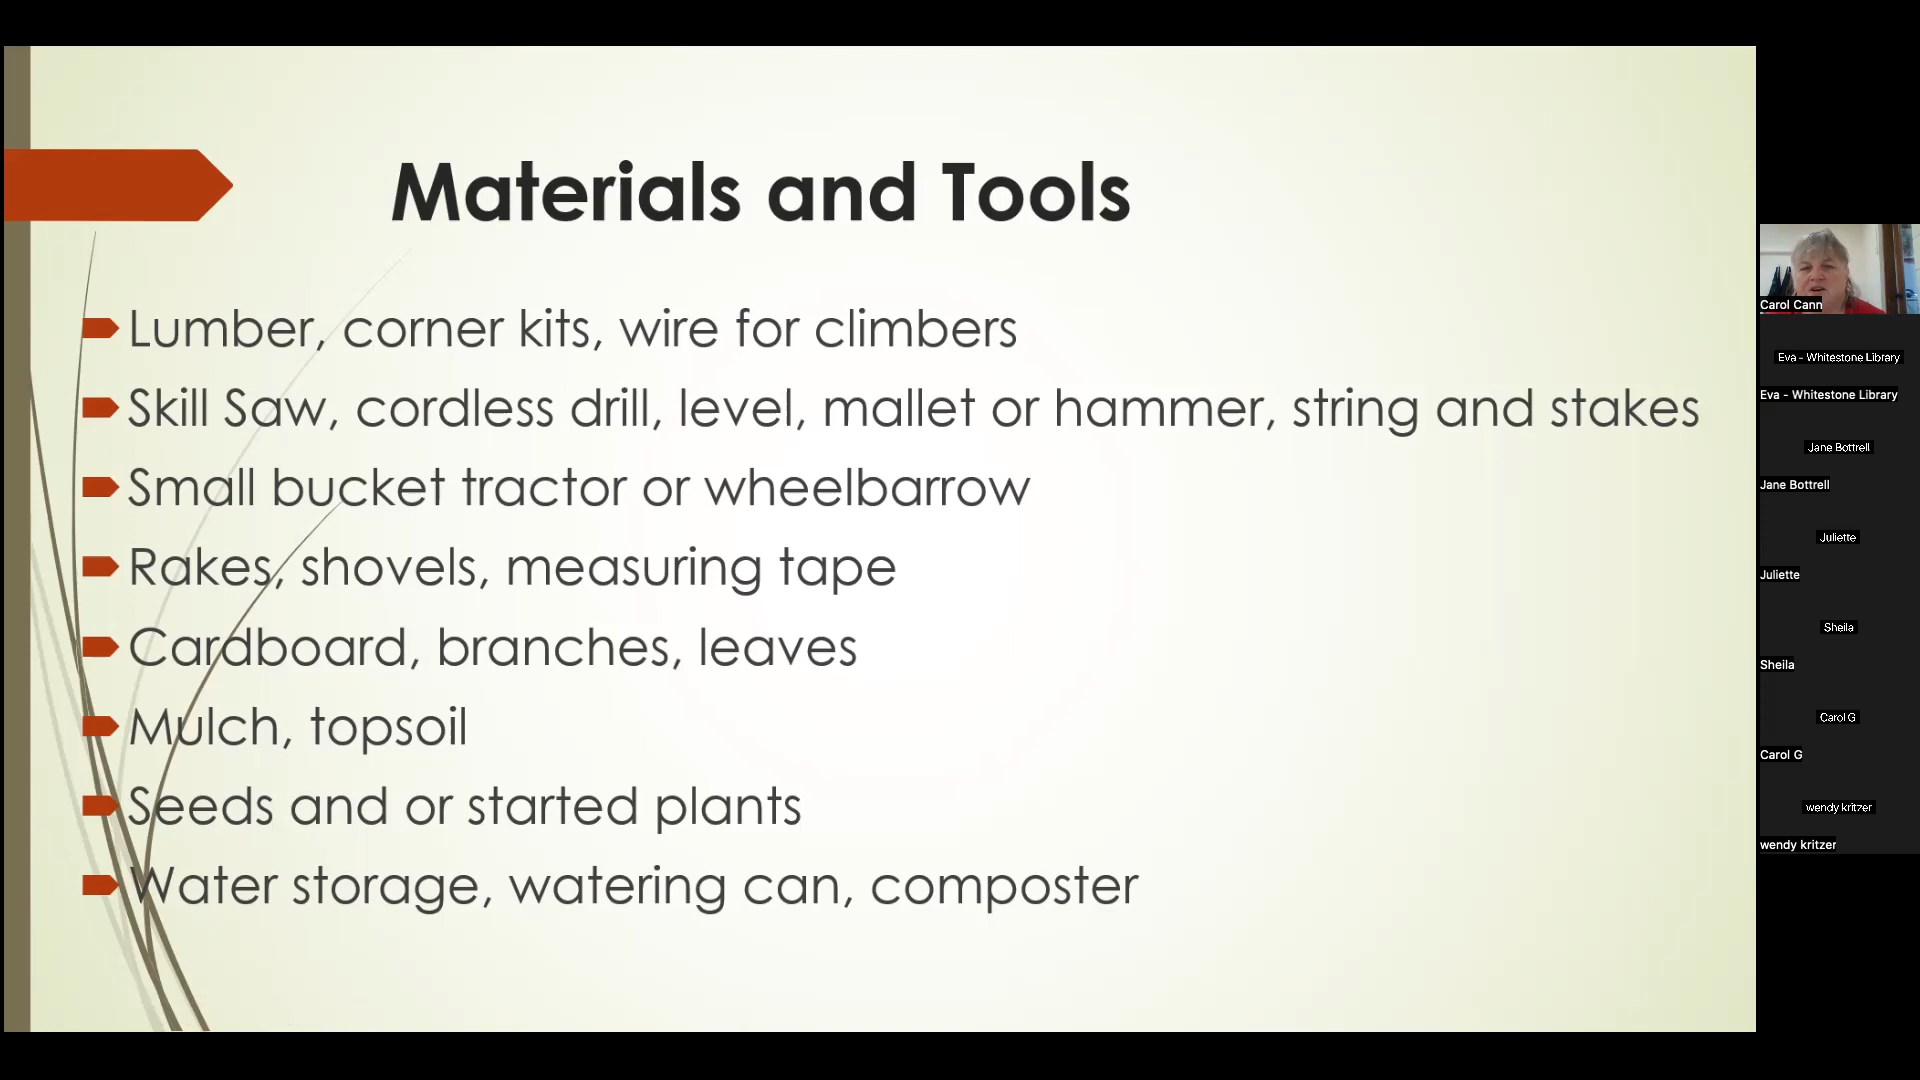 Materials and Tools
Lumber, corner kits, wire for climbers
Skill Saw, cordless drill, level, mallet or hammer, string and stakes
Small bucket tractor or wheelbarrow
Rakes, shovels, measuring tape
Cardboard, branches, leaves
Mulch, topsoil
Seeds and or started plants
Water storage, watering can, composter
Carol Cann
Eva - Whitestone Library
Eva - Whitestone Library
Jane Bottrell
Jane Bottrell
Juliette
Juliette
Sheila
Sheila
Carol G
Carol G
wendy kritzer
wendy kritzer